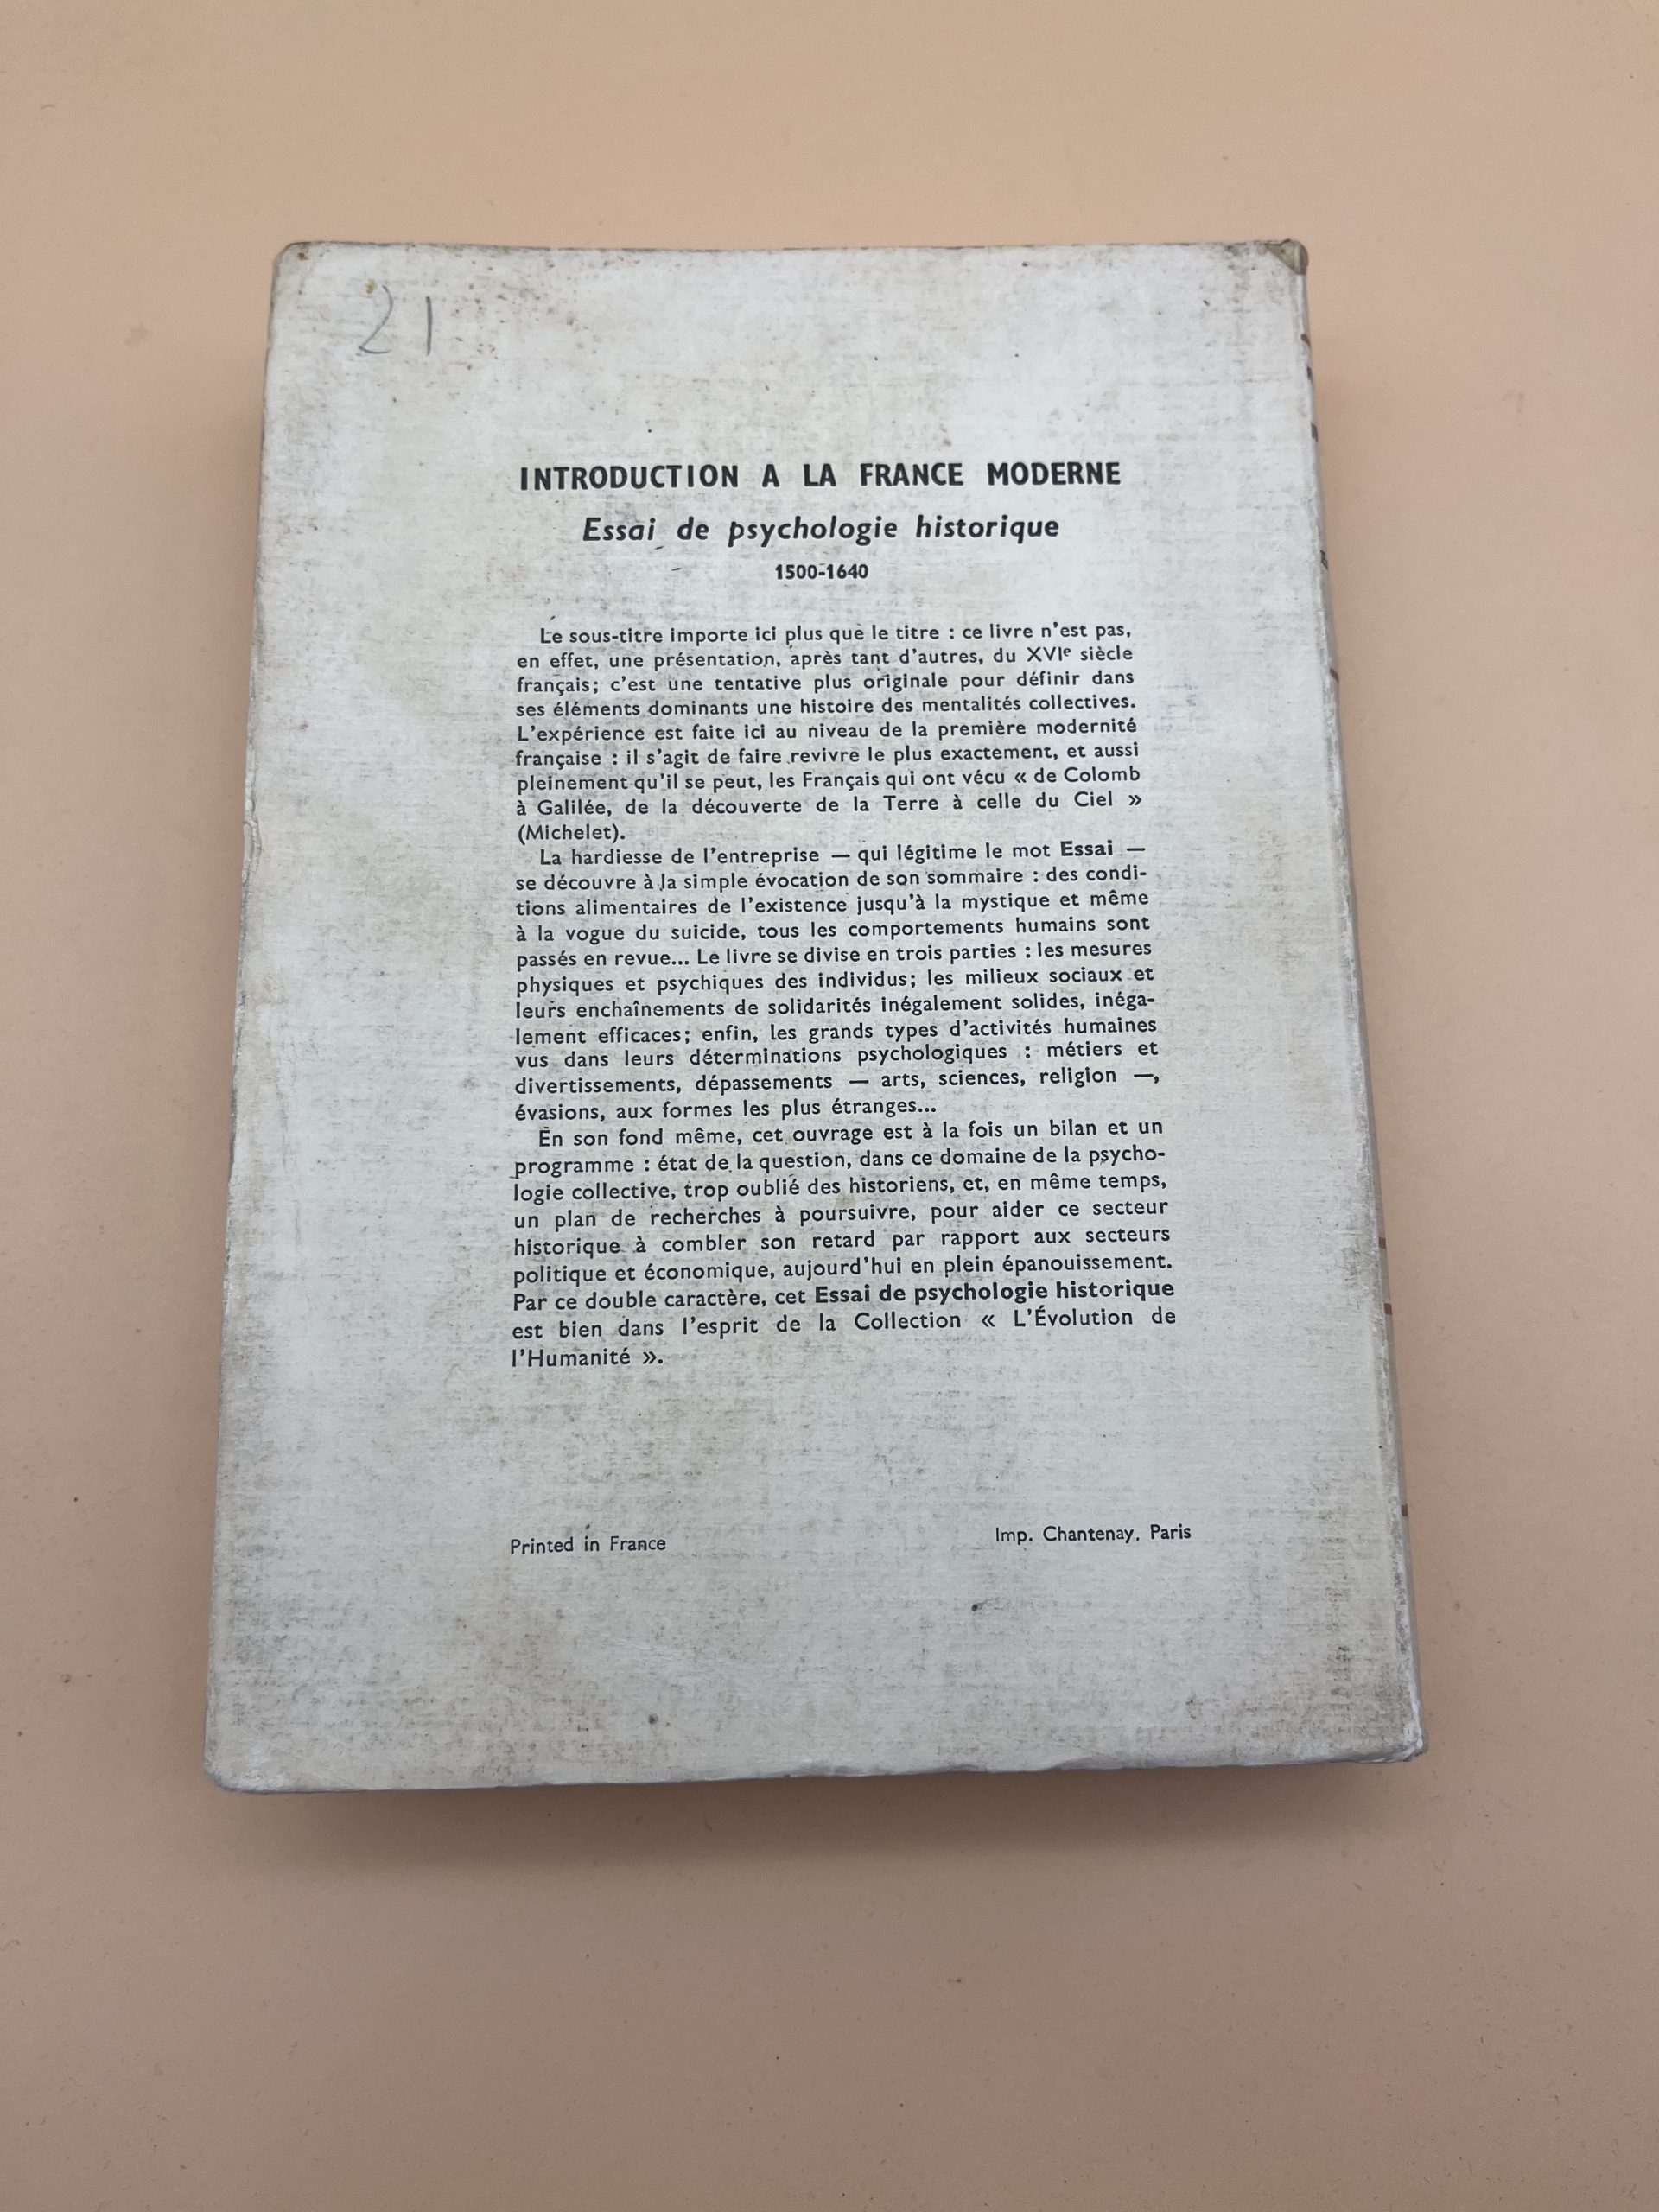 21
INTRODUCTION A LA FRANCE MODERNE
Essai de psychologie historique
1500-1640
Le sous-titre importe ici plus que le titre : ce livre n'est pas,
en effet, une présentation, après tant d'autres, du XVIe siècle
français; c'est une tentative plus originale pour définir dans
ses éléments dominants une histoire des mentalités collectives.
L'expérience est faite ici au niveau de la première modernité
française : il s'agit de faire revivre le plus exactement, et aussi
pleinement qu'il se peut, les Français qui ont vécu « de Colomb
à Galilée, de la découverte de la Terre à celle du Ciel »
(Michelet).
La hardiesse de l'entreprise — qui légitime le mot Essai —
se découvre à la simple évocation de son sommaire : des condi-
tions alimentaires de l'existence jusqu'à la mystique et même
à la vogue du suicide, tous les comportements humains sont
passés en revue... Le livre se divise en trois parties : les mesures
physiques et psychiques des individus; les milieux sociaux et
leurs enchaînements de solidarités inégalement solides, inéga-
lement efficaces; enfin, les grands types d'activités humaines
vus dans leurs déterminations psychologiques : métiers et
divertissements, dépassements — arts, sciences, religion —,
évasions, aux formes les plus étranges...
En son fond même, cet ouvrage est à la fois un bilan et un
programme : état de la question, dans ce domaine de la psycho-
logie collective, trop oublié des historiens, et, en même temps,
un plan de recherches à poursuivre, pour aider ce secteur
historique à combler son retard par rapport aux secteurs
politique et économique, aujourd'hui en plein épanouissement.
Par ce double caractère, cet Essai de psychologie historique
est bien dans l'esprit de la Collection « L'Évolution de
l'Humanité ».
Printed in France
Imp. Chantenay, Paris